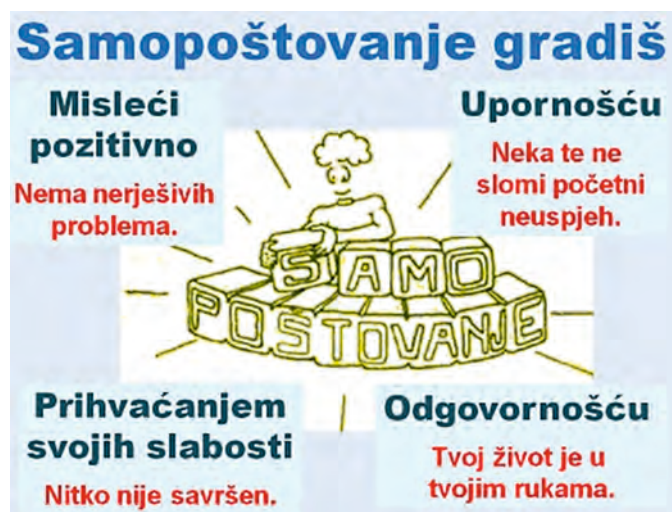 Samopoštovanje gradiš
Misleći
pozitivno
Nema nerješivih
problema.
Upornošću
Neka te ne
slomi početni
neuspjeh.
SAMO
POŠTOVANJE
Prihvaćanjem
svojih slabosti
Nitko nije savršen.
Odgovornošću
Tvoj život je u
tvojim rukama.